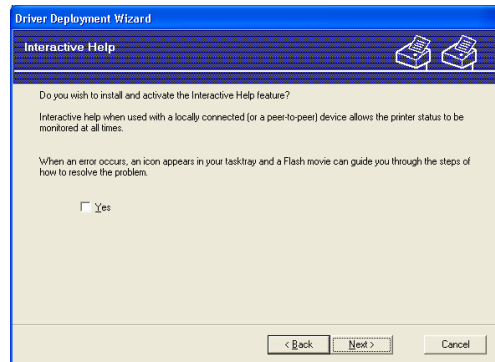 Driver Deployment Wizard
Interactive Help
Do you wish to install and activate the Interactive Help feature?
Interactive help when used with a locally connected (or a peer-to-peer) device allows the printer status to be
monitored at all times.
When an error occurs, an icon appears in your tasktray and a Flash movie can guide you through the steps of
how to resolve the problem.
Yes
< Back Next > Cancel